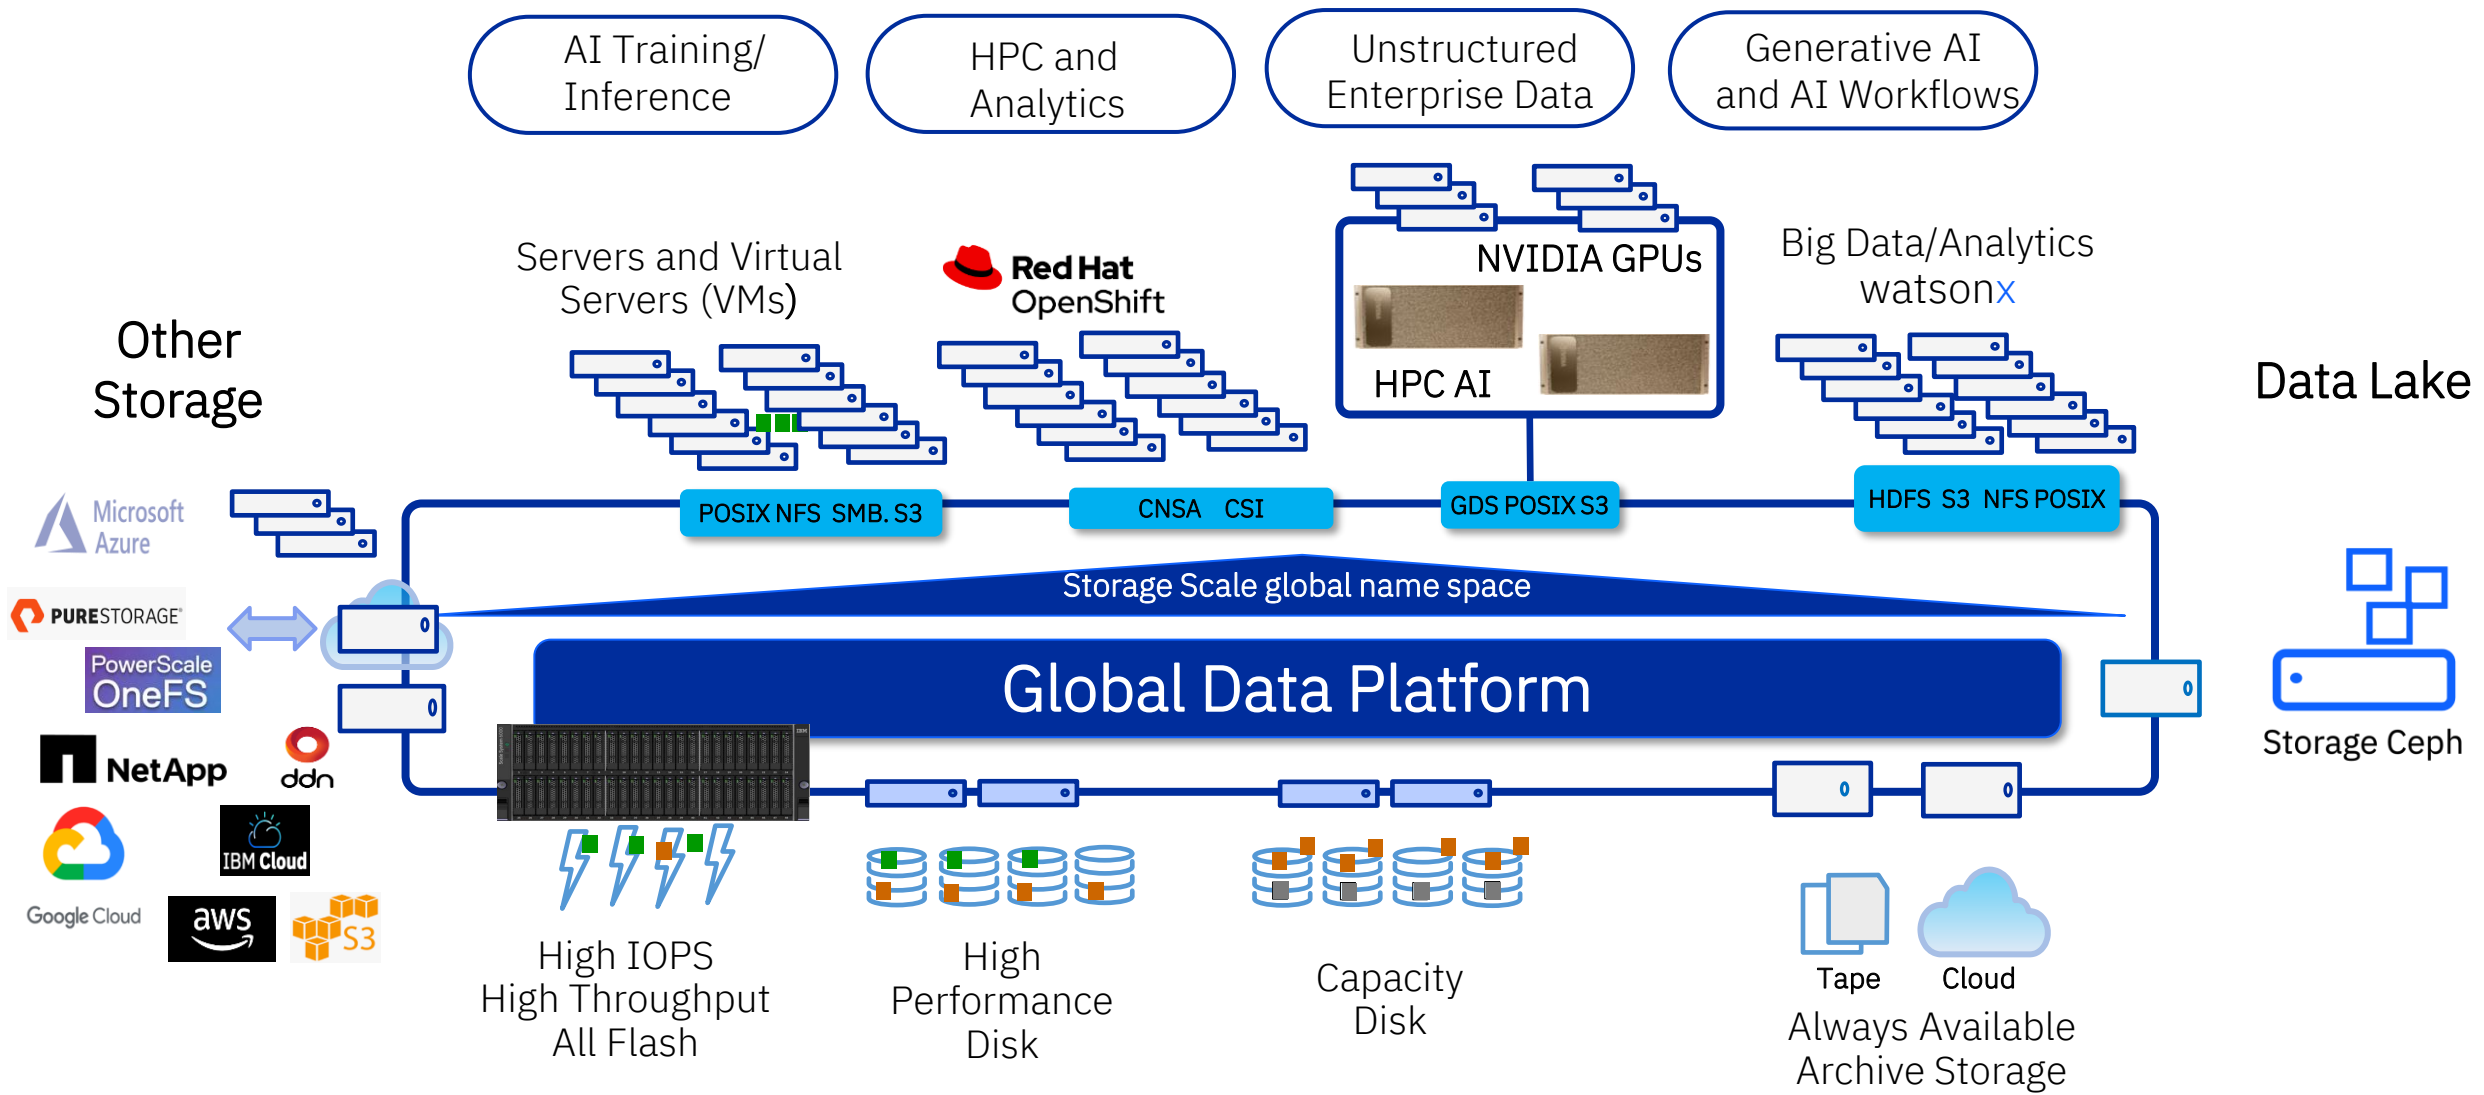 AI Training/
Inference
HPC and
Analytics
Unstructured
Enterprise Data
Generative AI
and AI Workflows
Servers and Virtual
Servers (VMs)
Red Hat
OpenShift
NVIDIA GPUs
HPC AI
Big Data/Analytics
watsonx
Other
Storage
Data Lake
POSIX NFS SMB. S3
CNSA CSI
GDS POSIX S3
HDFS S3 NFS POSIX
Microsoft
Azure
Storage Scale global name space
PURESTORAGE®
PowerScale
OneFS
Global Data Platform
NetApp
ddn
Storage Ceph
IBM
IBM Cloud
Google Cloud
aws
S3
High IOPS
High Throughput
All Flash
High
Performance
Disk
Capacity
Disk
Tape
Cloud
Always Available
Archive Storage